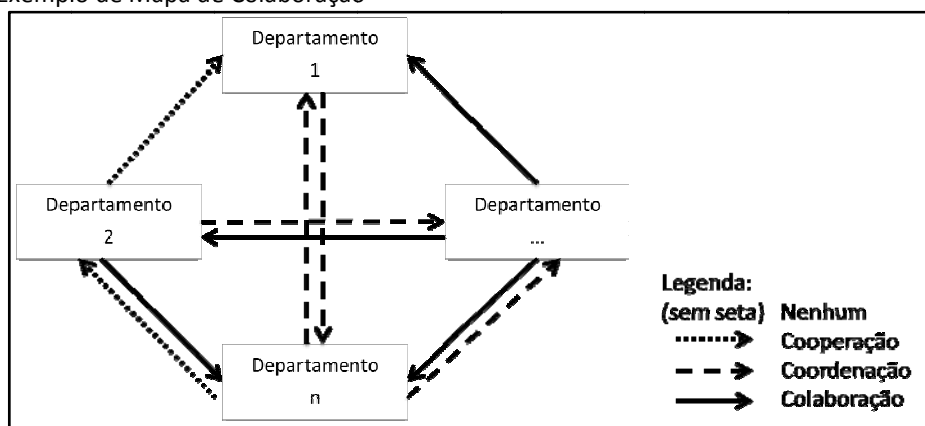 Exemplo de Mapa de Colaboração
Departamento
1
Departamento
2
Departamento
...
Departamento
n
Legenda:
(sem seta) Nenhum
Cooperação
Coordenação
Colaboração